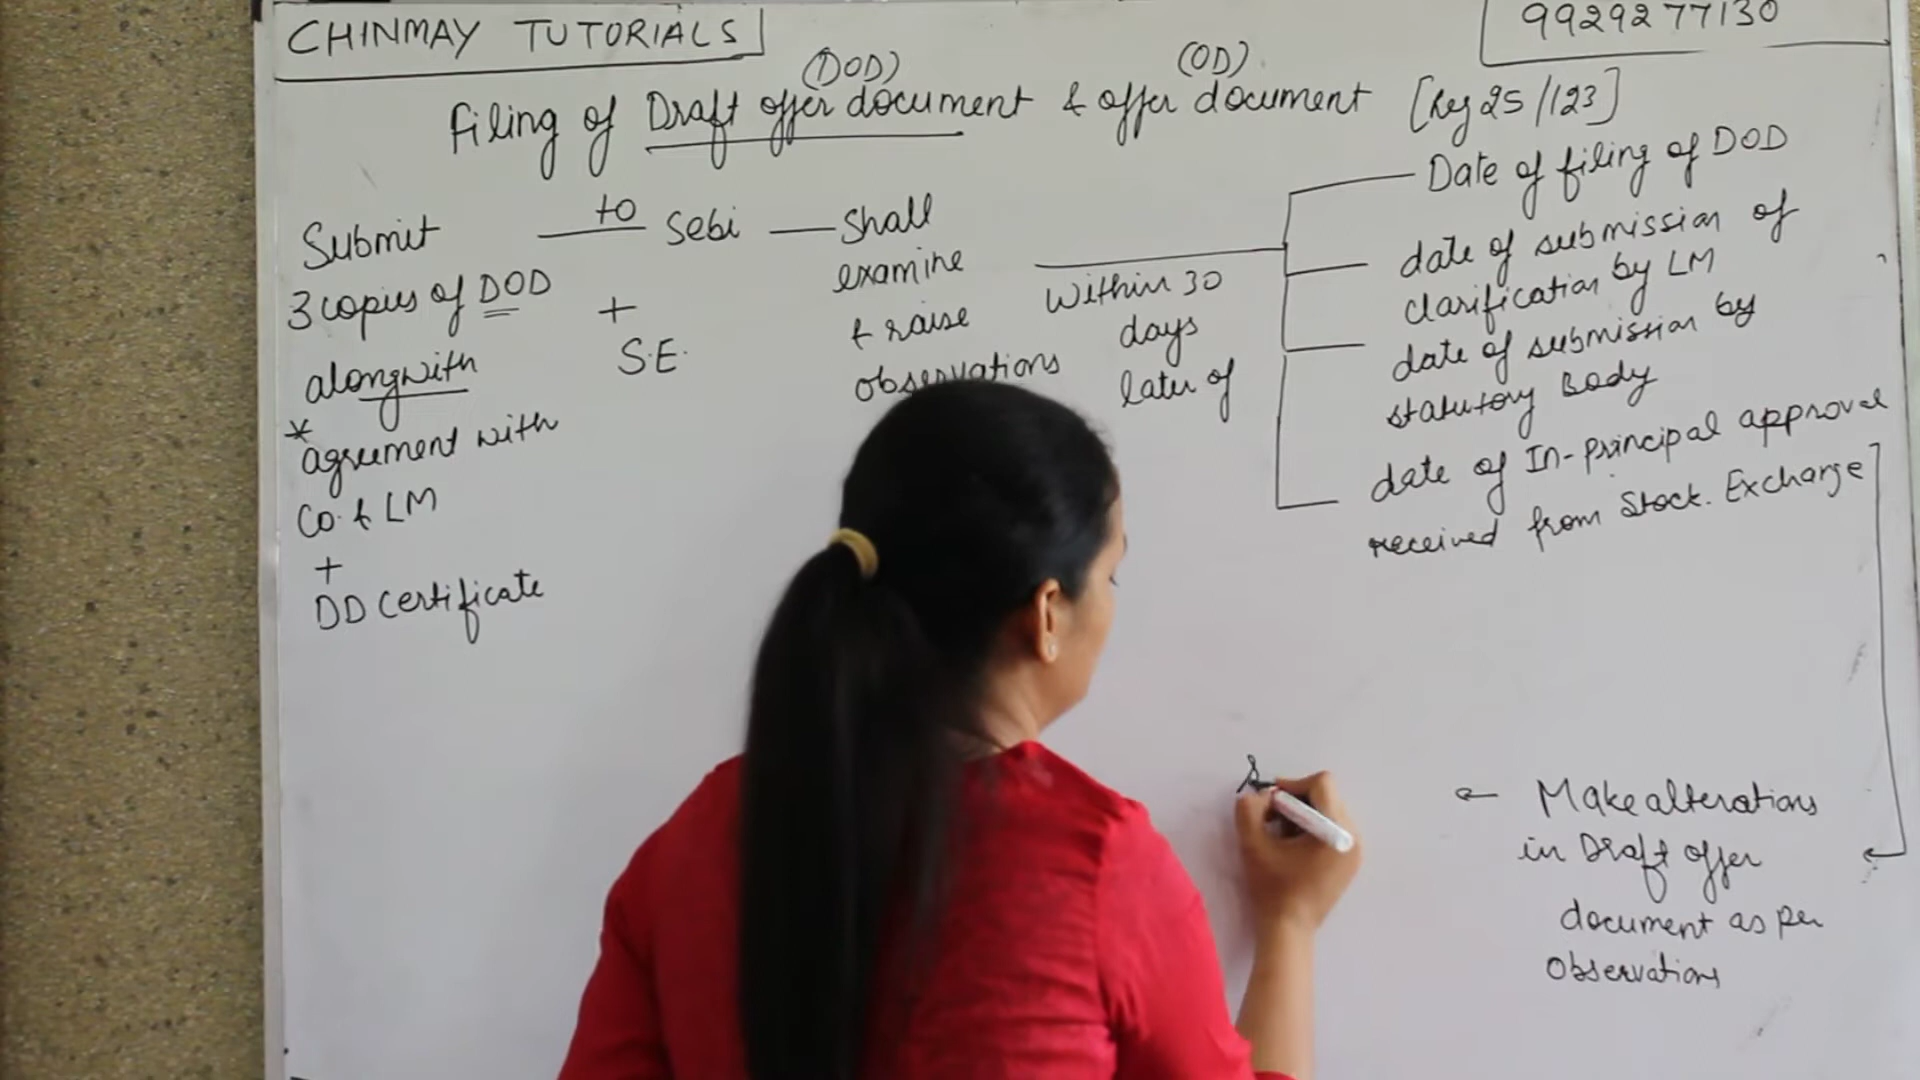 CHINMAY TUTORIALS
9929277130
(DOD)
(OD)
Filing of Draft offer document & offer document [Reg 25/123]
Submit
3 copies of DOD
alongwith
*
agreement with
Co. & LM
+
DD Certificate
to
Sebi
+
S.E.
Shall
examine
& raise
observations
Within 30
days
later of
Date of filing of DOD
date of submission of
clarification by LM
date of submission by
statutory Body
date of In-principal approval
received from Stock. Exchange
← Make alterations
in Draft offer
document as per
Observations